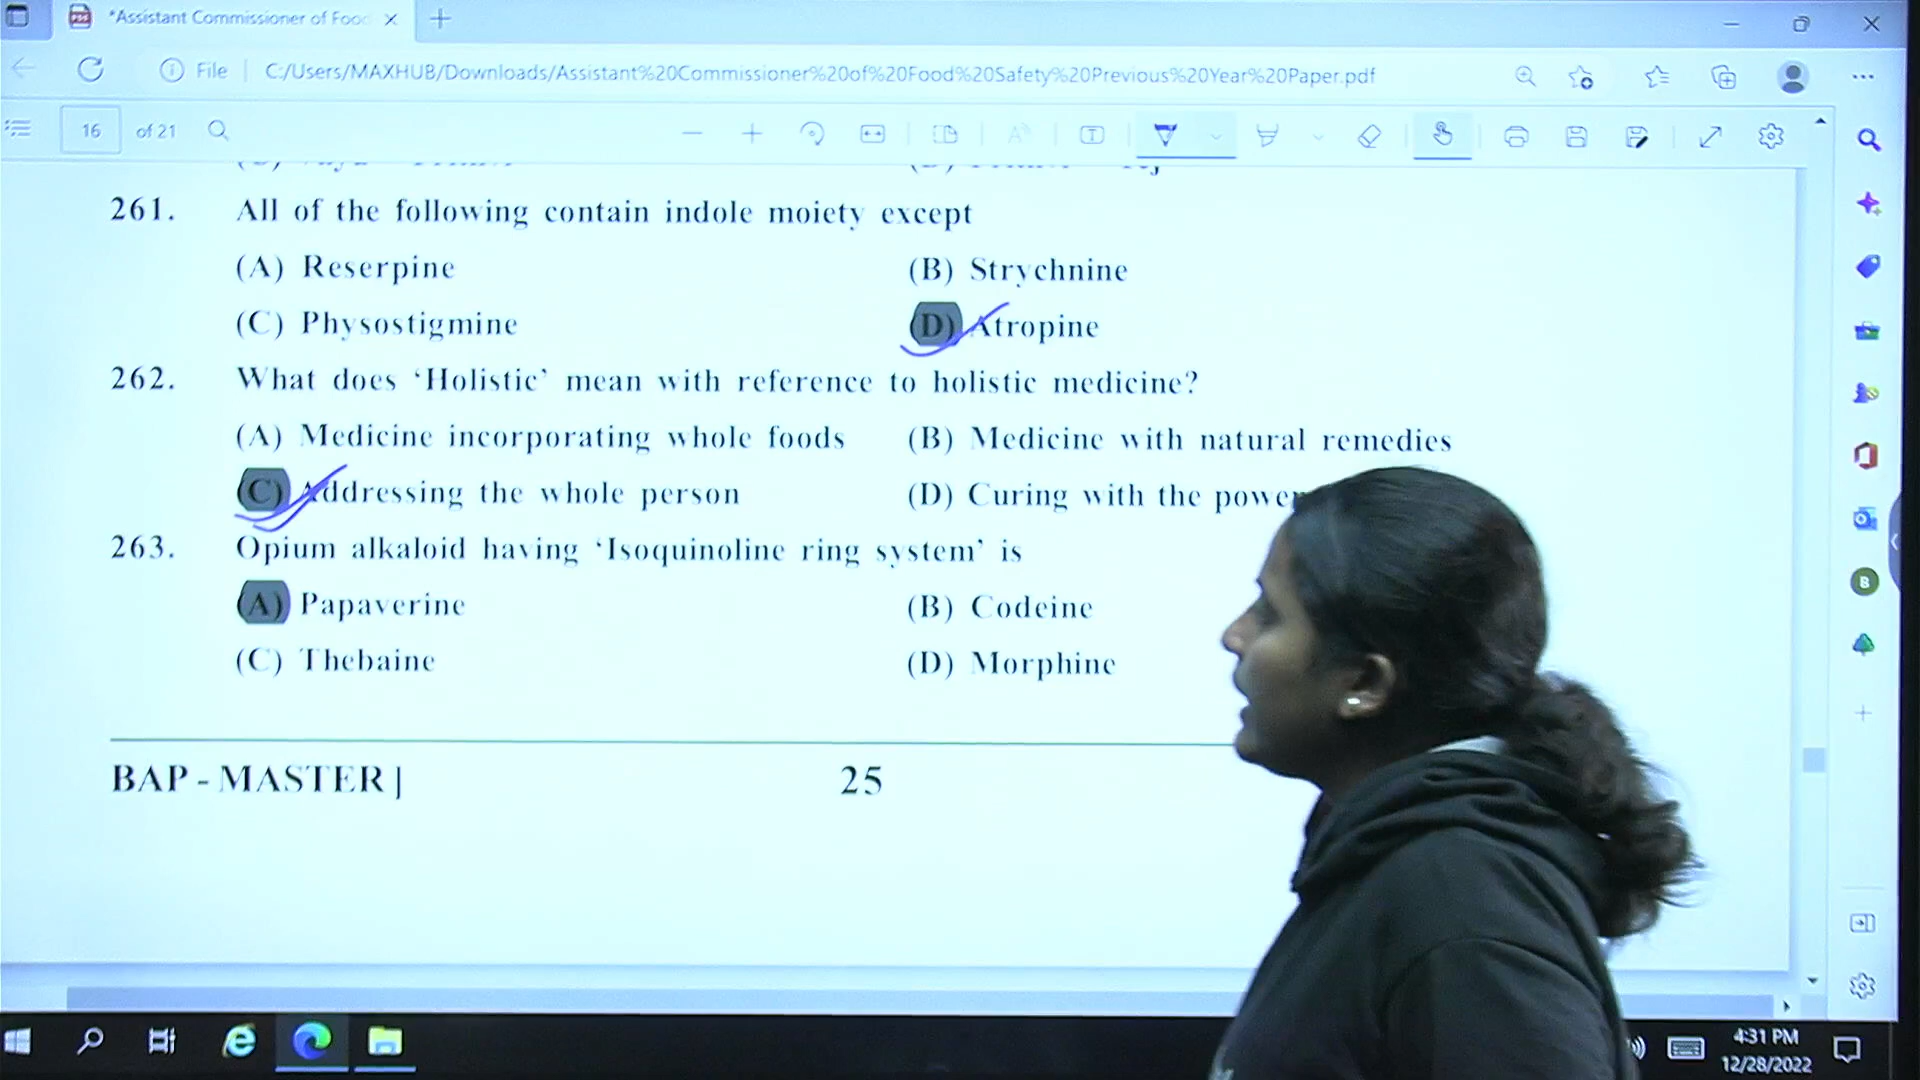 *Assistant Commissioner of Food
File C:/Users/MAXHUB/Downloads/Assistant%20Commissioner%20of%20Food%20Safety%20Previous%20Year%20Paper.pdf
16 of 21
261. All of the following contain indole moiety except
(A) Reserpine (B) Strychnine
(C) Physostigmine (D) Atropine
262. What does ‘Holistic’ mean with reference to holistic medicine?
(A) Medicine incorporating whole foods (B) Medicine with natural remedies
(C) Addressing the whole person (D) Curing with the power
263. Opium alkaloid having ‘Isoquinoline ring system’ is
(A) Papaverine (B) Codeine
(C) Thebaine (D) Morphine
BAP - MASTER ] 25
4:31 PM
12/28/2022